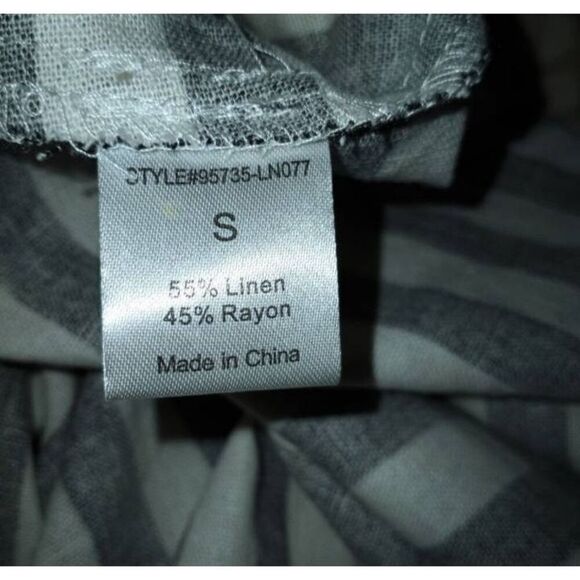 STYLE#95735-LN077
S
55% Linen
45% Rayon
Made in China